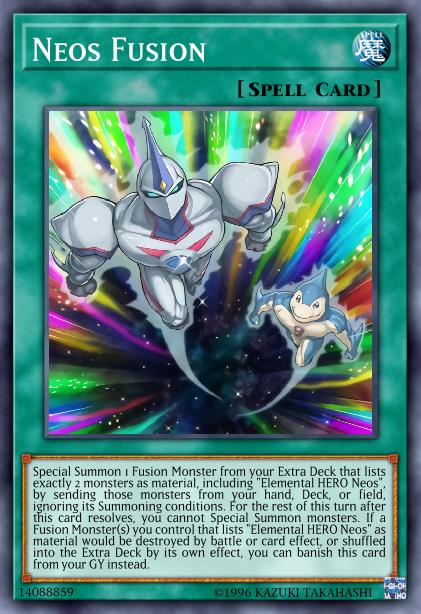 Neos Fusion
SPELL
魔
[Spell Card]
Special Summon 1 Fusion Monster from your Extra Deck that lists
exactly 2 monsters as material, including "Elemental HERO Neos",
by sending those monsters from your hand, Deck, or field,
ignoring its Summoning conditions. For the rest of this turn after
this card resolves, you cannot Special Summon monsters. If a
Fusion Monster(s) you control that lists "Elemental HERO Neos" as
material would be destroyed by battle or card effect, or shuffled
into the Extra Deck by its own effect, you can banish this card
from your GY instead.
14088859
©1996 KAZUKI TAKAHASHI